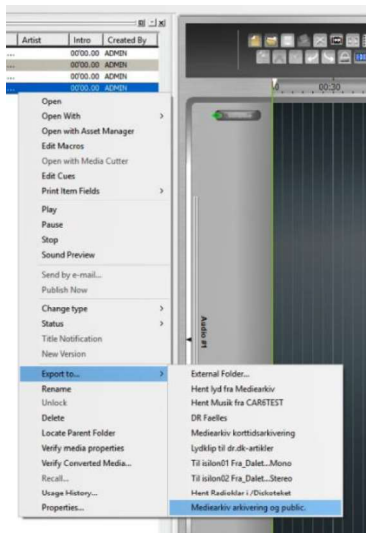 Artist Intro Created By
... 00'00.00 ADMIN
... 00'00.00 ADMIN
... 00'00.00 ADMIN
... 00'00.00 ADMIN
0 00:30
Open
Open With
Open with Asset Manager
Edit Macros
Open with Media Cutter
Edit Cues
Print Item Fields
Play
Pause
Stop
Sound Preview
Send by e-mail...
Publish Now
Change type
Status
Title Notification
New Version
Export to...
Rename
Unlock
Delete
Locate Parent Folder
Verify media properties
Verify Converted Media...
Recall...
Usage History...
Properties...
Audio #1
External Folder...
Hent lyd fra Mediearkiv
Hent Musik fra CAR6TEST
DR Faelles
Mediearkiv korttidsarkivering
Lydklip til dr.dk-artikler
Til isilon01 Fra_Dalet...Mono
Til isilon02 Fra_Dalet...Stereo
Hent Radioklar i /Diskoteket
Mediearkiv arkivering og public.